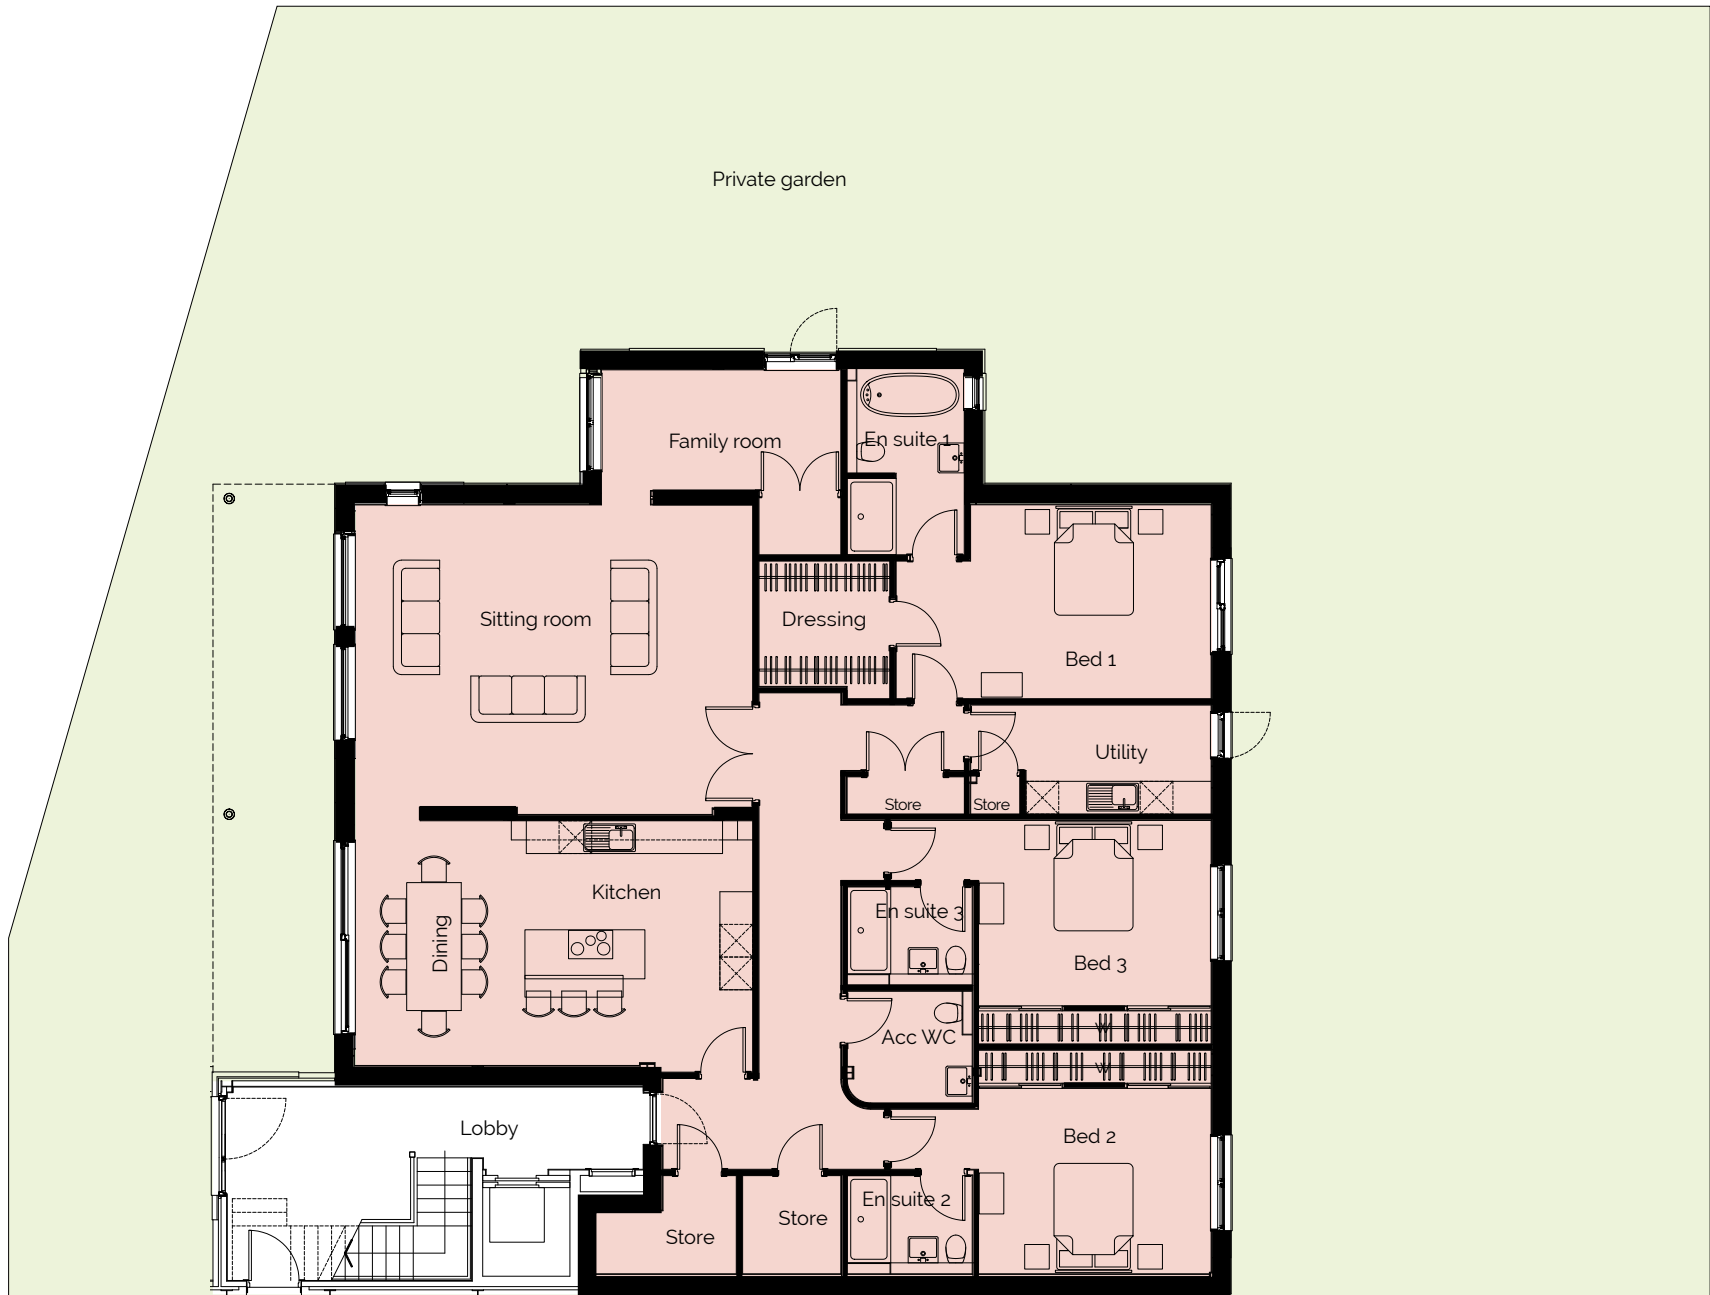 Private garden
Family room
En suite 1
Sitting room
Dressing
Bed 1
Utility
Store
Store
Kitchen
Dining
En suite 3
Bed 3
W
Acc WC
W
Lobby
Bed 2
En suite 2
Store
Store